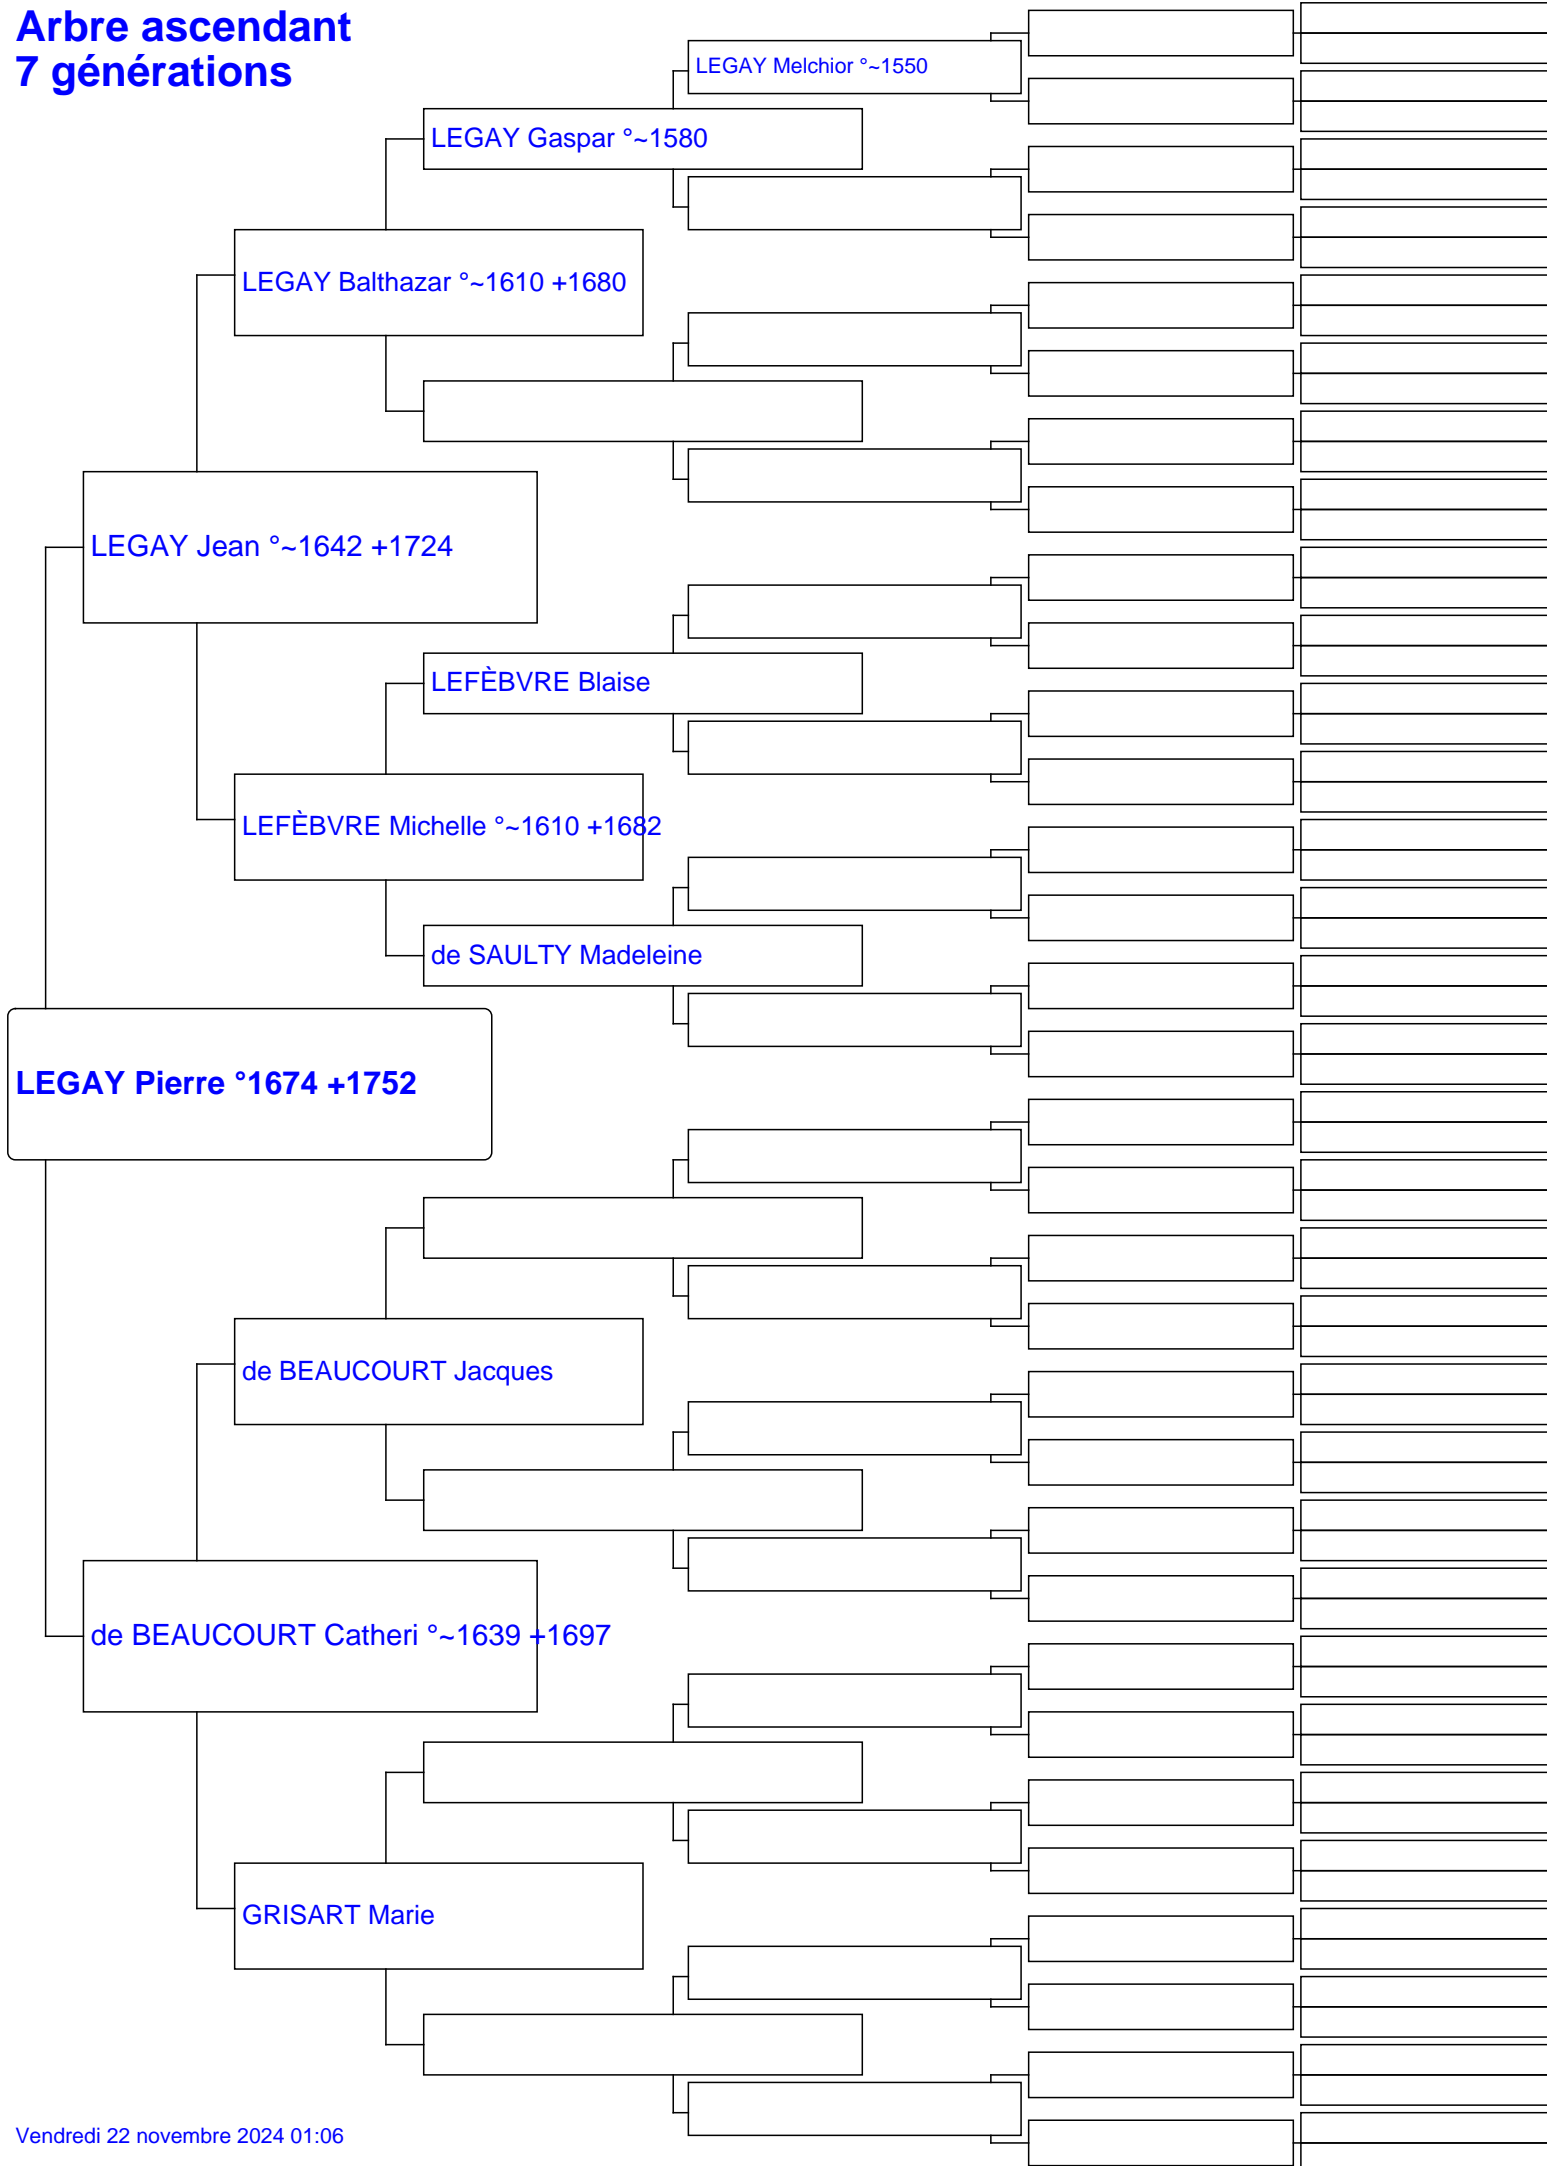 Arbre ascendant
7 générations
LEGAY Melchior °~1550
LEGAY Gaspar °~1580
LEGAY Balthazar °~1610 +1680
LEGAY Jean °~1642 +1724
LEFÈBVRE Blaise
LEFÈBVRE Michelle °~1610 +1682
de SAULTY Madeleine
LEGAY Pierre °1674 +1752
de BEAUCOURT Jacques
de BEAUCOURT Catheri °~1639 +1697
GRISART Marie
Vendredi 22 novembre 2024 01:06